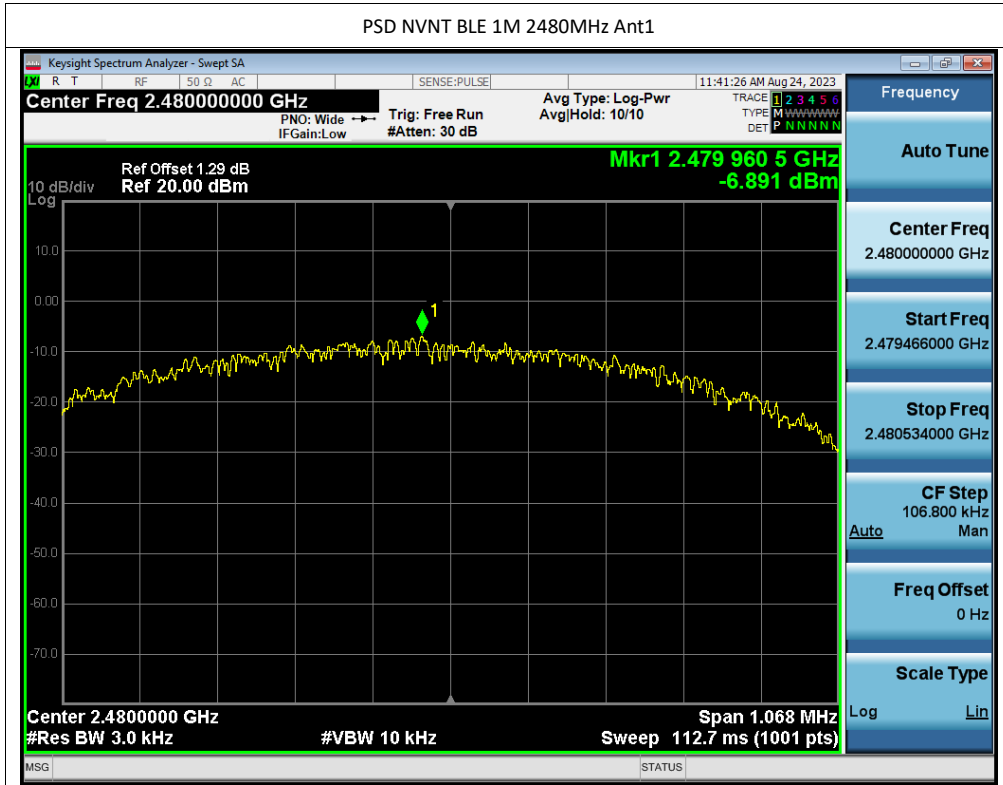 PSD NVNT BLE 1M 2480MHz Ant1
Keysight Spectrum Analyzer - Swept SA
LXI R T RF 50 Ω AC SENSE:PULSE 11:41:26 AM Aug 24, 2023
Center Freq 2.480000000 GHz
PNO: Wide
IFGain:Low
Trig: Free Run
#Atten: 30 dB
Avg Type: Log-Pwr
Avg|Hold: 10/10
TRACE 1 2 3 4 5 6
TYPE M WWWWW
DET P N N N N N
Ref Offset 1.29 dB
10 dB/div Ref 20.00 dBm
Log
Mkr1 2.479 960 5 GHz
-6.891 dBm
1
10.0
0.00
-10.0
-20.0
-30.0
-40.0
-50.0
-60.0
-70.0
Center 2.4800000 GHz Span 1.068 MHz
#Res BW 3.0 kHz #VBW 10 kHz Sweep 112.7 ms (1001 pts)
MSG STATUS
Frequency
Auto Tune
Center Freq
2.480000000 GHz
Start Freq
2.479466000 GHz
Stop Freq
2.480534000 GHz
CF Step
106.800 kHz
Auto Man
Freq Offset
0 Hz
Scale Type
Log Lin